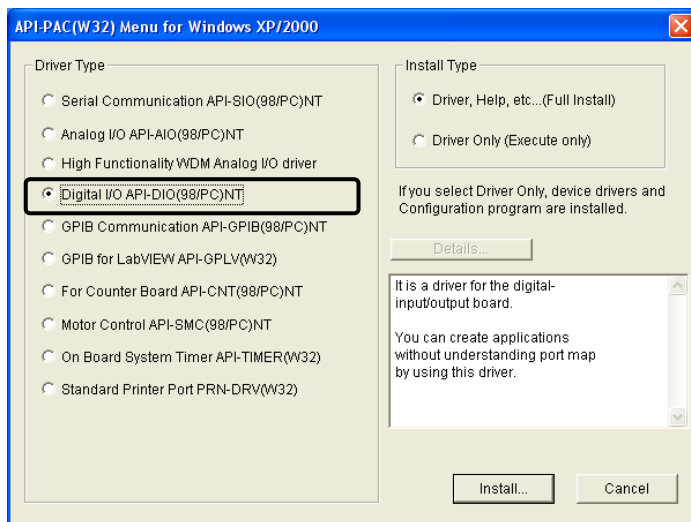 API-PAC(W32) Menu for Windows XP/2000
Driver Type
Serial Communication API-SIO(98/PC)NT
Analog I/O API-AIO(98/PC)NT
High Functionality WDM Analog I/O driver
Digital I/O API-DIO(98/PC)NT
GPIB Communication API-GPIB(98/PC)NT
GPIB for LabVIEW API-GPLV(W32)
For Counter Board API-CNT(98/PC)NT
Motor Control API-SMC(98/PC)NT
On Board System Timer API-TIMER(W32)
Standard Printer Port PRN-DRV(W32)
Install Type
Driver, Help, etc...(Full Install)
Driver Only (Execute only)
If you select Driver Only, device drivers and
Configuration program are installed.
Details...
It is a driver for the digital-
input/output board.
You can create applications
without understanding port map
by using this driver.
Install...
Cancel